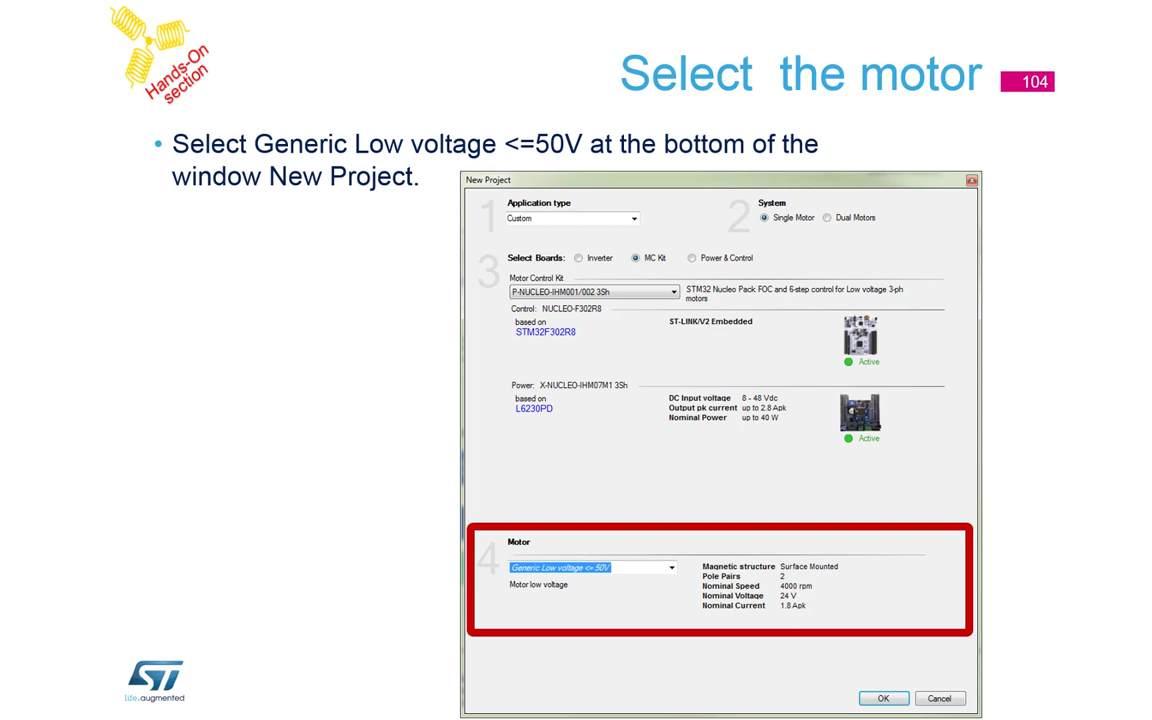 Hands-On
section
Select the motor
104
• Select Generic Low voltage <=50V at the bottom of the
window New Project.
New Project
1
Application type
Custom
2
System
Single Motor
Dual Motors
3
Select Boards:
Inverter
MC Kit
Power & Control
Motor Control Kit
P-NUCLEO-IHM001/002 3Sh
STM32 Nucleo Pack FOC and 6-step control for Low voltage 3-ph
motors
Control: NUCLEO-F302R8
based on
STM32F302R8
ST-LINK/V2 Embedded
Active
Power: X-NUCLEO-IHM07M1 3Sh
based on
L6230PD
DC Input voltage 8 - 48 Vdc
Output pk current up to 2.8 Apk
Nominal Power up to 40 W
Active
4
Motor
Generic Low voltage <= 50V
Motor low voltage
Magnetic structure Surface Mounted
Pole Pairs 2
Nominal Speed 4000 rpm
Nominal Voltage 24 V
Nominal Current 1.8 Apk
OK
Cancel
ST
life.augmented